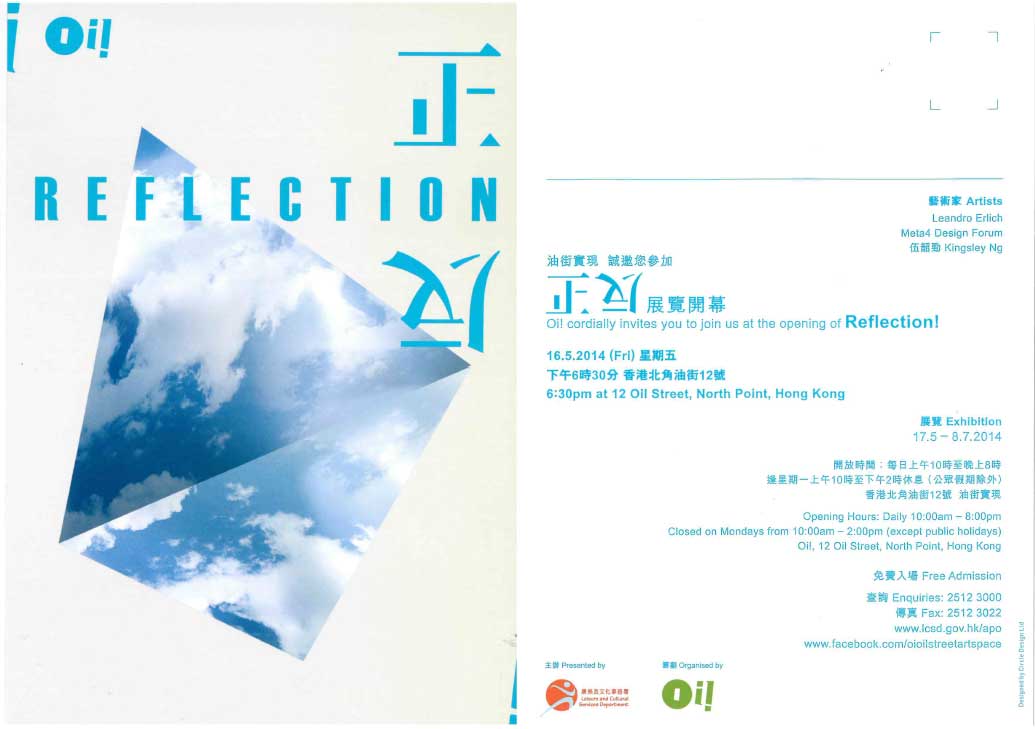 Oi!
正
REFLECTION
反
藝術家 Artists
Leandro Erlich
Meta4 Design Forum
伍韶勁 Kingsley Ng
油街實現 誠邀您參加
正反 展覽開幕
Oi! cordially invites you to join us at the opening of Reflection!
16.5.2014 (Fri) 星期五
下午6時30分 香港北角油街12號
6:30pm at 12 Oil Street, North Point, Hong Kong
展覽 Exhibition
17.5 – 8.7.2014
開放時間：每日上午10時至晚上8時
逢星期一上午10時至下午2時休息（公眾假期除外）
香港北角油街12號 油街實現
Opening Hours: Daily 10:00am – 8:00pm
Closed on Mondays from 10:00am – 2:00pm (except public holidays)
Oi!, 12 Oil Street, North Point, Hong Kong
免費入場 Free Admission
查詢 Enquiries: 2512 3000
傳真 Fax: 2512 3022
www.lcsd.gov.hk/apo
www.facebook.com/oioilstreetartspace
主辦 Presented by
康樂及文化事務署
Leisure and Cultural
Services Department
籌劃 Organised by
Oi!
Designed by Circle Design Ltd